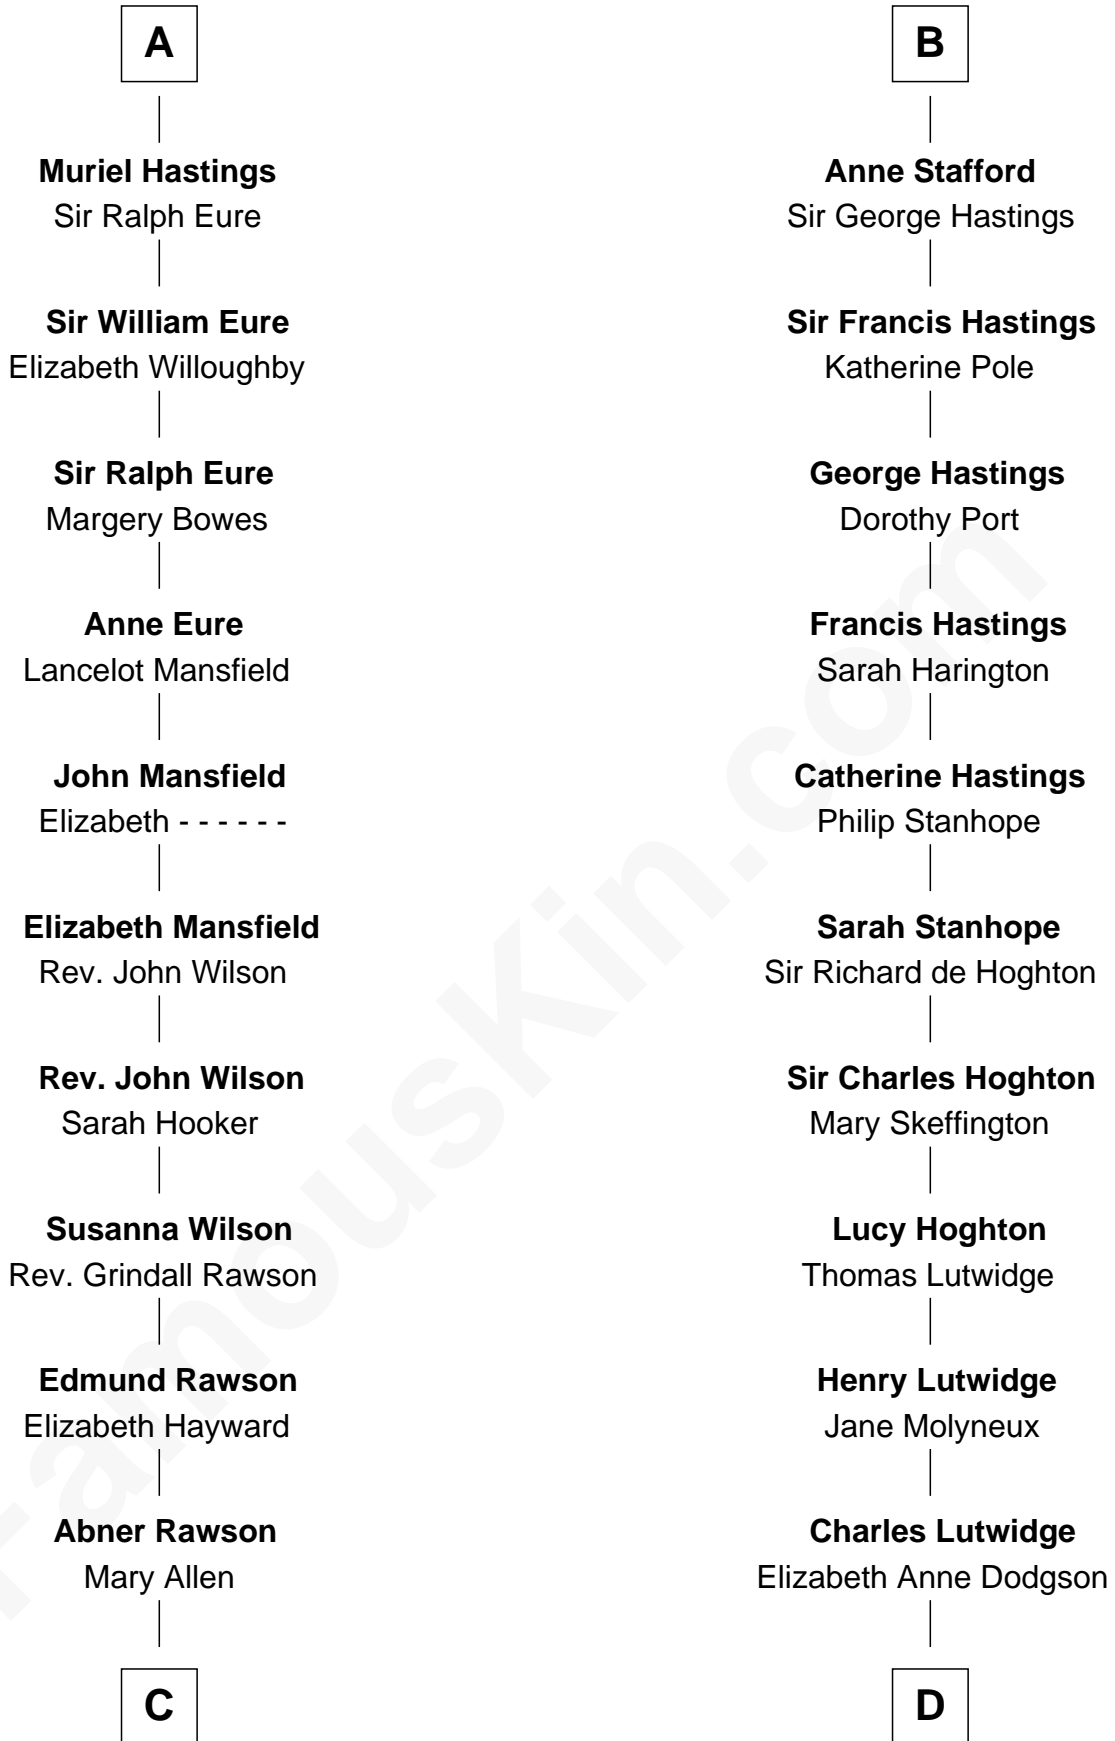 A
Muriel Hastings
Sir Ralph Eure
Sir William Eure
Elizabeth Willoughby
Sir Ralph Eure
Margery Bowes
Anne Eure
Lancelot Mansfield
John Mansfield
Elizabeth - - - - - -
Elizabeth Mansfield
Rev. John Wilson
Rev. John Wilson
Sarah Hooker
Susanna Wilson
Rev. Grindall Rawson
Edmund Rawson
Elizabeth Hayward
Abner Rawson
Mary Allen
C
B
Anne Stafford
Sir George Hastings
Sir Francis Hastings
Katherine Pole
George Hastings
Dorothy Port
Francis Hastings
Sarah Harington
Catherine Hastings
Philip Stanhope
Sarah Stanhope
Sir Richard de Hoghton
Sir Charles Hoghton
Mary Skeffington
Lucy Hoghton
Thomas Lutwidge
Henry Lutwidge
Jane Molyneux
Charles Lutwidge
Elizabeth Anne Dodgson
D
FamousKin.com